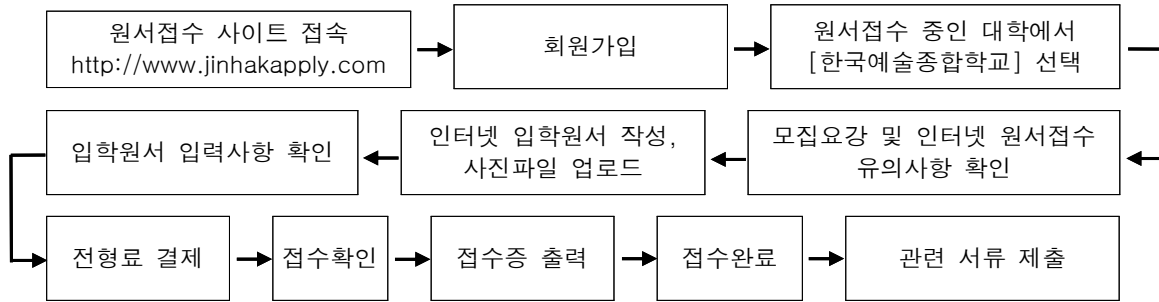 원서접수 사이트 접속
http://www.jinhakapply.com
회원가입
원서접수 중인 대학에서
[한국예술종합학교] 선택
모집요강 및 인터넷 원서접수
유의사항 확인
인터넷 입학원서 작성,
사진파일 업로드
입학원서 입력사항 확인
전형료 결제
접수확인
접수증 출력
접수완료
관련 서류 제출